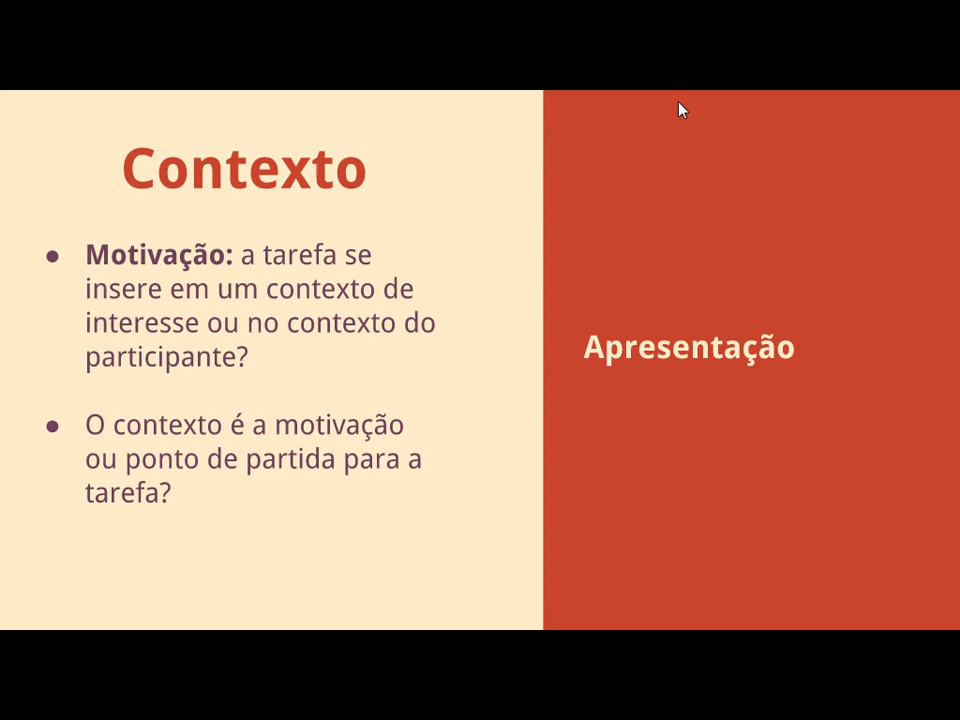 Contexto
● Motivação: a tarefa se
insere em um contexto de
interesse ou no contexto do
participante?
● O contexto é a motivação
ou ponto de partida para a
tarefa?
Apresentação